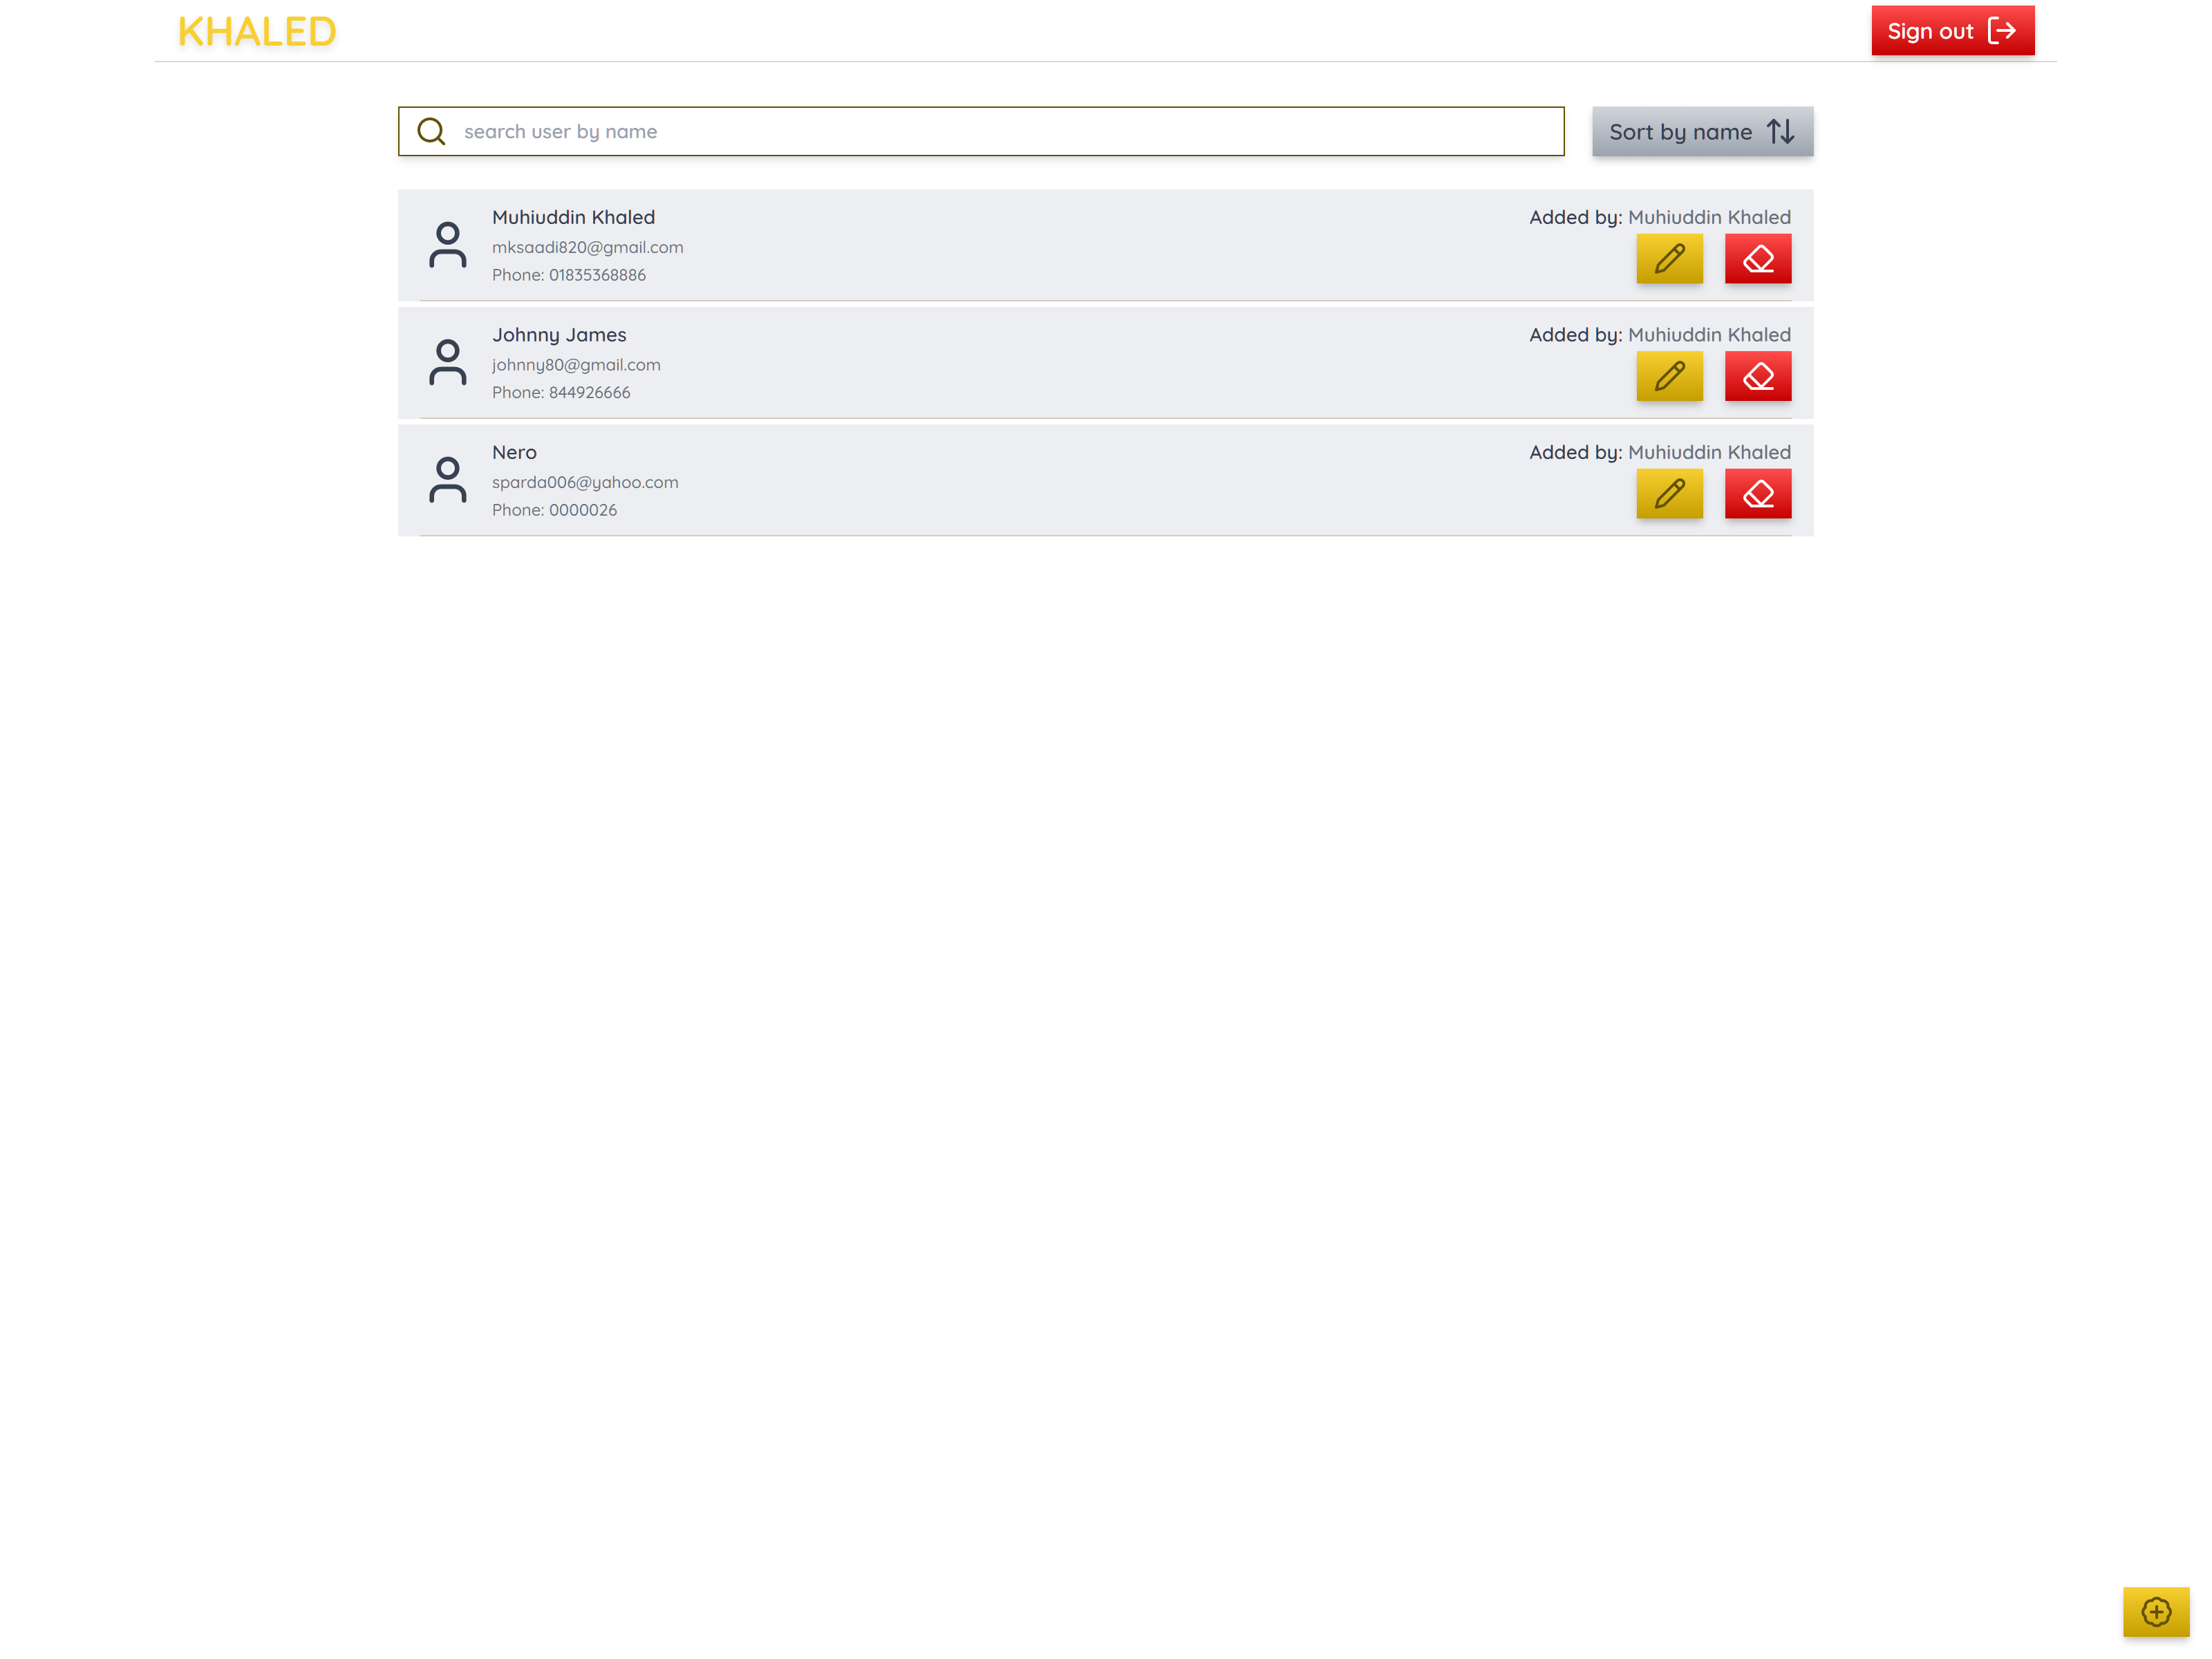 KHALED
Sign out
search user by name
Sort by name
Muhiuddin Khaled
Added by: Muhiuddin Khaled
mksaadi820@gmail.com
Phone: 01835368886
Johnny James
Added by: Muhiuddin Khaled
johnny80@gmail.com
Phone: 844926666
Nero
Added by: Muhiuddin Khaled
sparda006@yahoo.com
Phone: 0000026